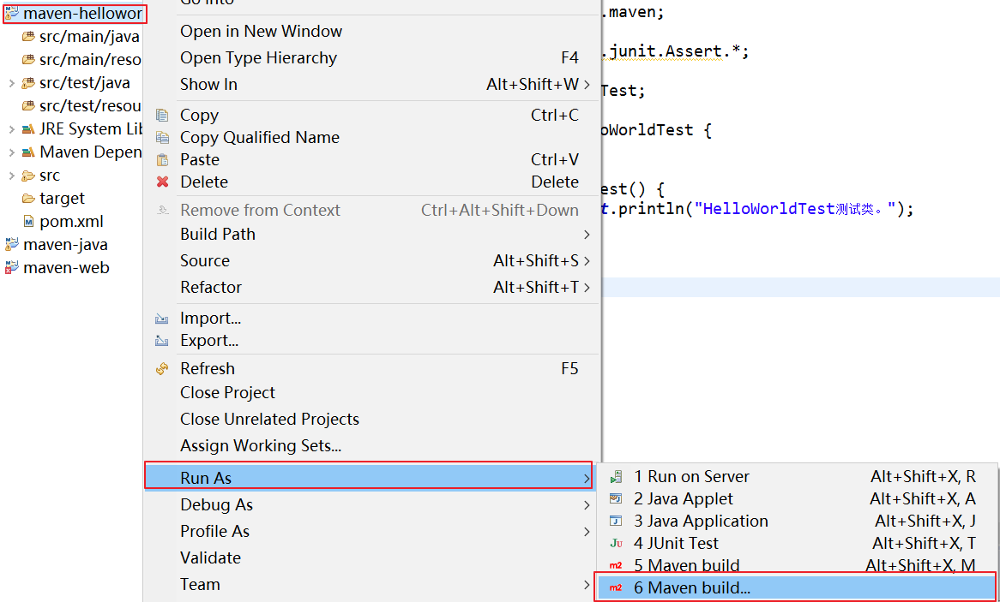 maven-hellowor
src/main/java
src/main/reso
src/test/java
src/test/resou
JRE System Lib
Maven Depen
src
target
pom.xml
maven-java
maven-web
Go Into
Open in New Window
Open Type Hierarchy F4
Show In Alt+Shift+W >
Copy Ctrl+C
Copy Qualified Name
Paste Ctrl+V
Delete Delete
Remove from Context Ctrl+Alt+Shift+Down
Build Path >
Source Alt+Shift+S >
Refactor Alt+Shift+T >
Import...
Export...
Refresh F5
Close Project
Close Unrelated Projects
Assign Working Sets...
Run As >
Debug As >
Profile As >
Validate
Team >
1 Run on Server Alt+Shift+X, R
2 Java Applet Alt+Shift+X, A
3 Java Application Alt+Shift+X, J
Ju 4 JUnit Test Alt+Shift+X, T
m2 5 Maven build Alt+Shift+X, M
m2 6 Maven build...
.maven;
.junit.Assert.*;
Test;
oWorldTest {
est() {
t.println("HelloWorldTest测试类。");